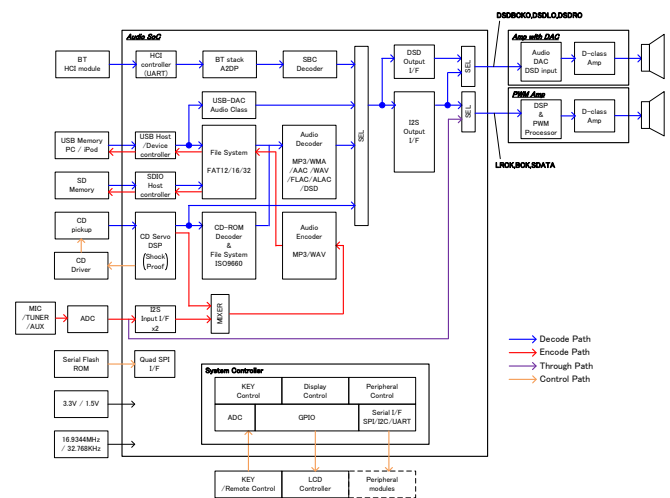 DSDBCKO,DSDLO,DSDRO
Audio SoC
Amp with DAC
BT
HCI module
HCI
controller
(UART)
BT stack
A2DP
SBC
Decoder
DSD
Output
I/F
SEL
Audio
DAC
DSD input
D-class
Amp
USB-DAC
Audio Class
SEL
I2S
Output
I/F
SEL
PWM Amp
DSP
&
PWM
Processor
D-class
Amp
USB Memory
PC / iPod
USB Host
/Device
controller
File System
FAT12/16/32
Audio
Decoder
MP3/WMA
/AAC /WAV
/FLAC/ALAC
/DSD
LRCK,BCK,SDATA
SD
Memory
SDIO
Host
controller
CD
pickup
CD Servo
DSP
(Shock
Proof)
CD-ROM
Decoder
&
File System
ISO9660
Audio
Encoder
MP3/WAV
CD
Driver
MIC
/TUNER
/AUX
ADC
I2S
Input I/F
x2
MIXER
Serial Flash
ROM
Quad SPI
I/F
Decode Path
Encode Path
Through Path
Control Path
System Controller
KEY
Control
Display
Control
Peripheral
Control
ADC
GPIO
Serial I/F
SPI/I2C/UART
3.3V / 1.5V
16.9344MHz
/ 32.768KHz
KEY
/Remote Control
LCD
Controller
Peripheral
modules